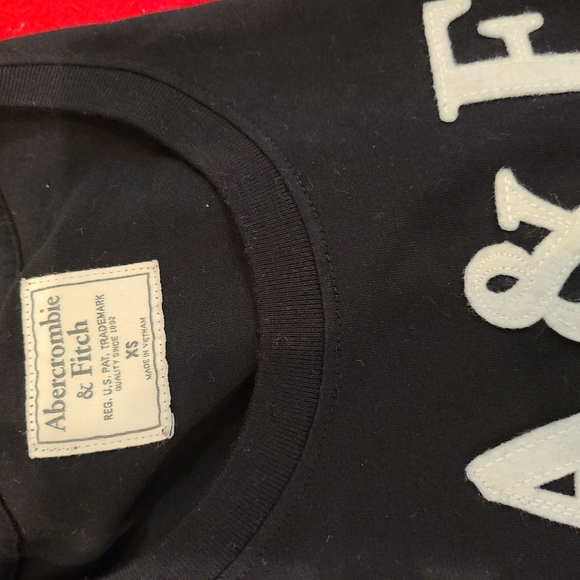 Abercrombie
& Fitch
REG. U.S. PAT. TRADEMARK
QUALITY SINCE 1892
XS
MADE IN VIETNAM
A & F